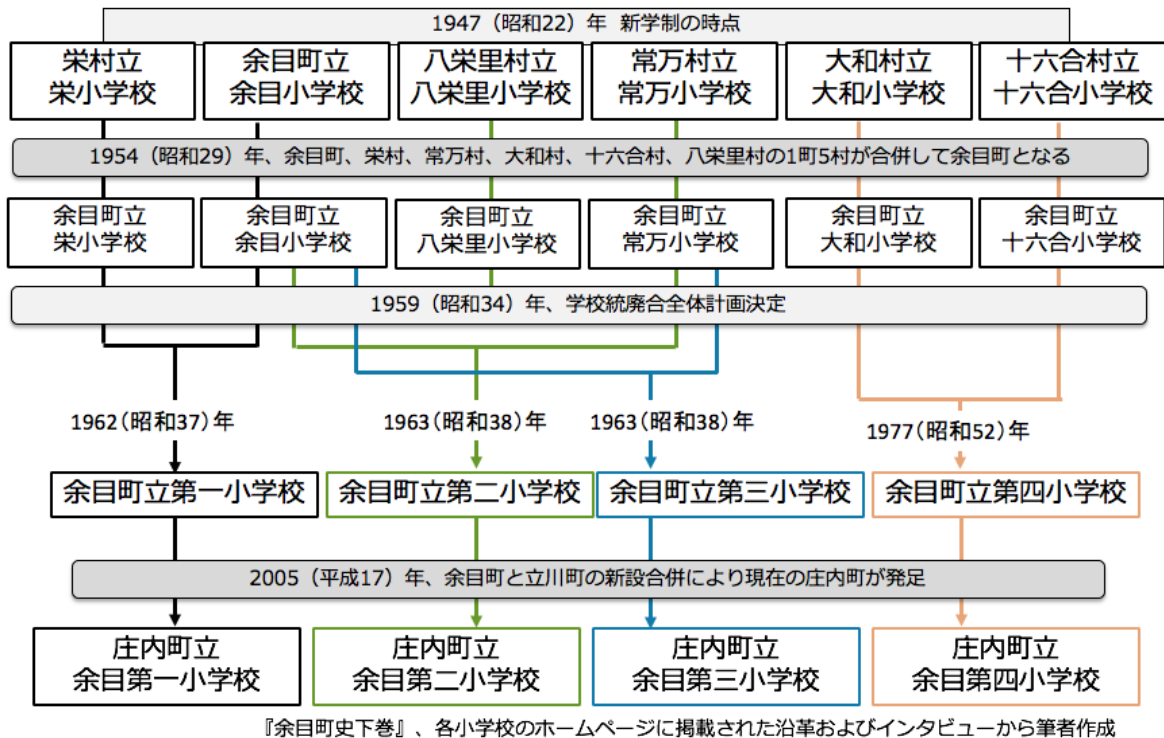 1947（昭和22）年 新学制の時点
栄村立
栄小学校
余目町立
余目小学校
八栄里村立
八栄里小学校
常万村立
常万小学校
大和村立
大和小学校
十六合村立
十六合小学校
1954（昭和29）年、余目町、栄村、常万村、大和村、十六合村、八栄里村の1町5村が合併して余目町となる
余目町立
栄小学校
余目町立
余目小学校
余目町立
八栄里小学校
余目町立
常万小学校
余目町立
大和小学校
余目町立
十六合小学校
1959（昭和34）年、学校統廃合全体計画決定
1962（昭和37）年
1963（昭和38）年
1963（昭和38）年
1977（昭和52）年
余目町立第一小学校
余目町立第二小学校
余目町立第三小学校
余目町立第四小学校
2005（平成17）年、余目町と立川町の新設合併により現在の庄内町が発足
庄内町立
余目第一小学校
庄内町立
余目第二小学校
庄内町立
余目第三小学校
庄内町立
余目第四小学校
『余目町史下巻』、各小学校のホームページに掲載された沿革およびインタビューから筆者作成